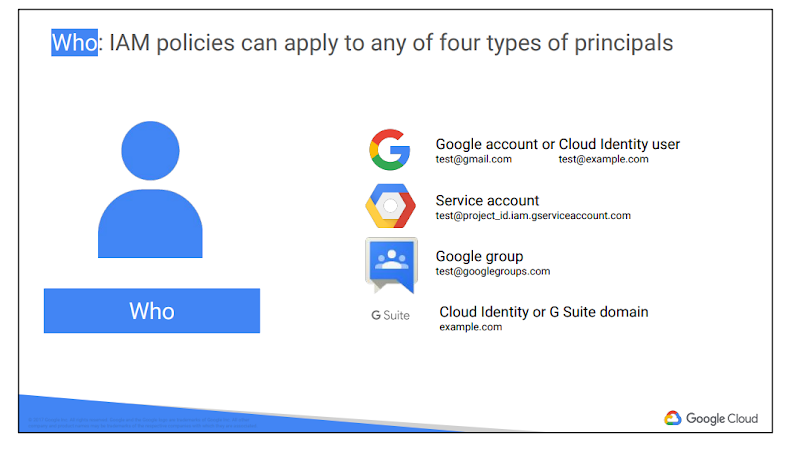 Who: IAM policies can apply to any of four types of principals
Google account or Cloud Identity user
test@gmail.com test@example.com
Service account
test@project_id.iam.gserviceaccount.com
Google group
test@googlegroups.com
Who
G Suite
Cloud Identity or G Suite domain
example.com
Google Cloud